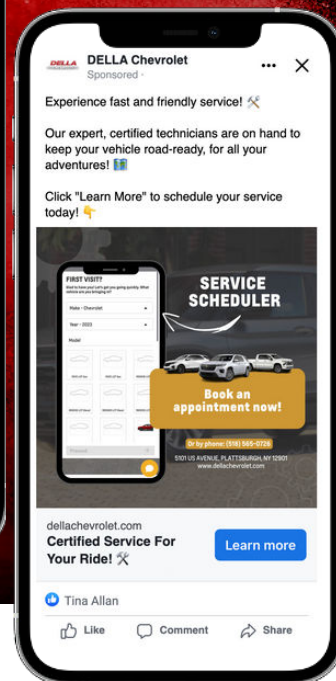 DELLA
DELLA Chevrolet
Sponsored ·
Experience fast and friendly service! 🛠️
Our expert, certified technicians are on hand to
keep your vehicle road-ready, for all your
adventures! 🗺️
Click "Learn More" to schedule your service
today! 👇
FIRST VISIT?
Make - Chevrolet
Year - 2023
Model
Proceed
SERVICE
SCHEDULER
Book an
appointment now!
Or by phone: (518) 565-0726
5101 US AVENUE, PLATTSBURGH, NY 12901
www.dellachevrolet.com
dellachevrolet.com
Certified Service For
Your Ride! 🛠️
Learn more
Tina Allan
Like
Comment
Share